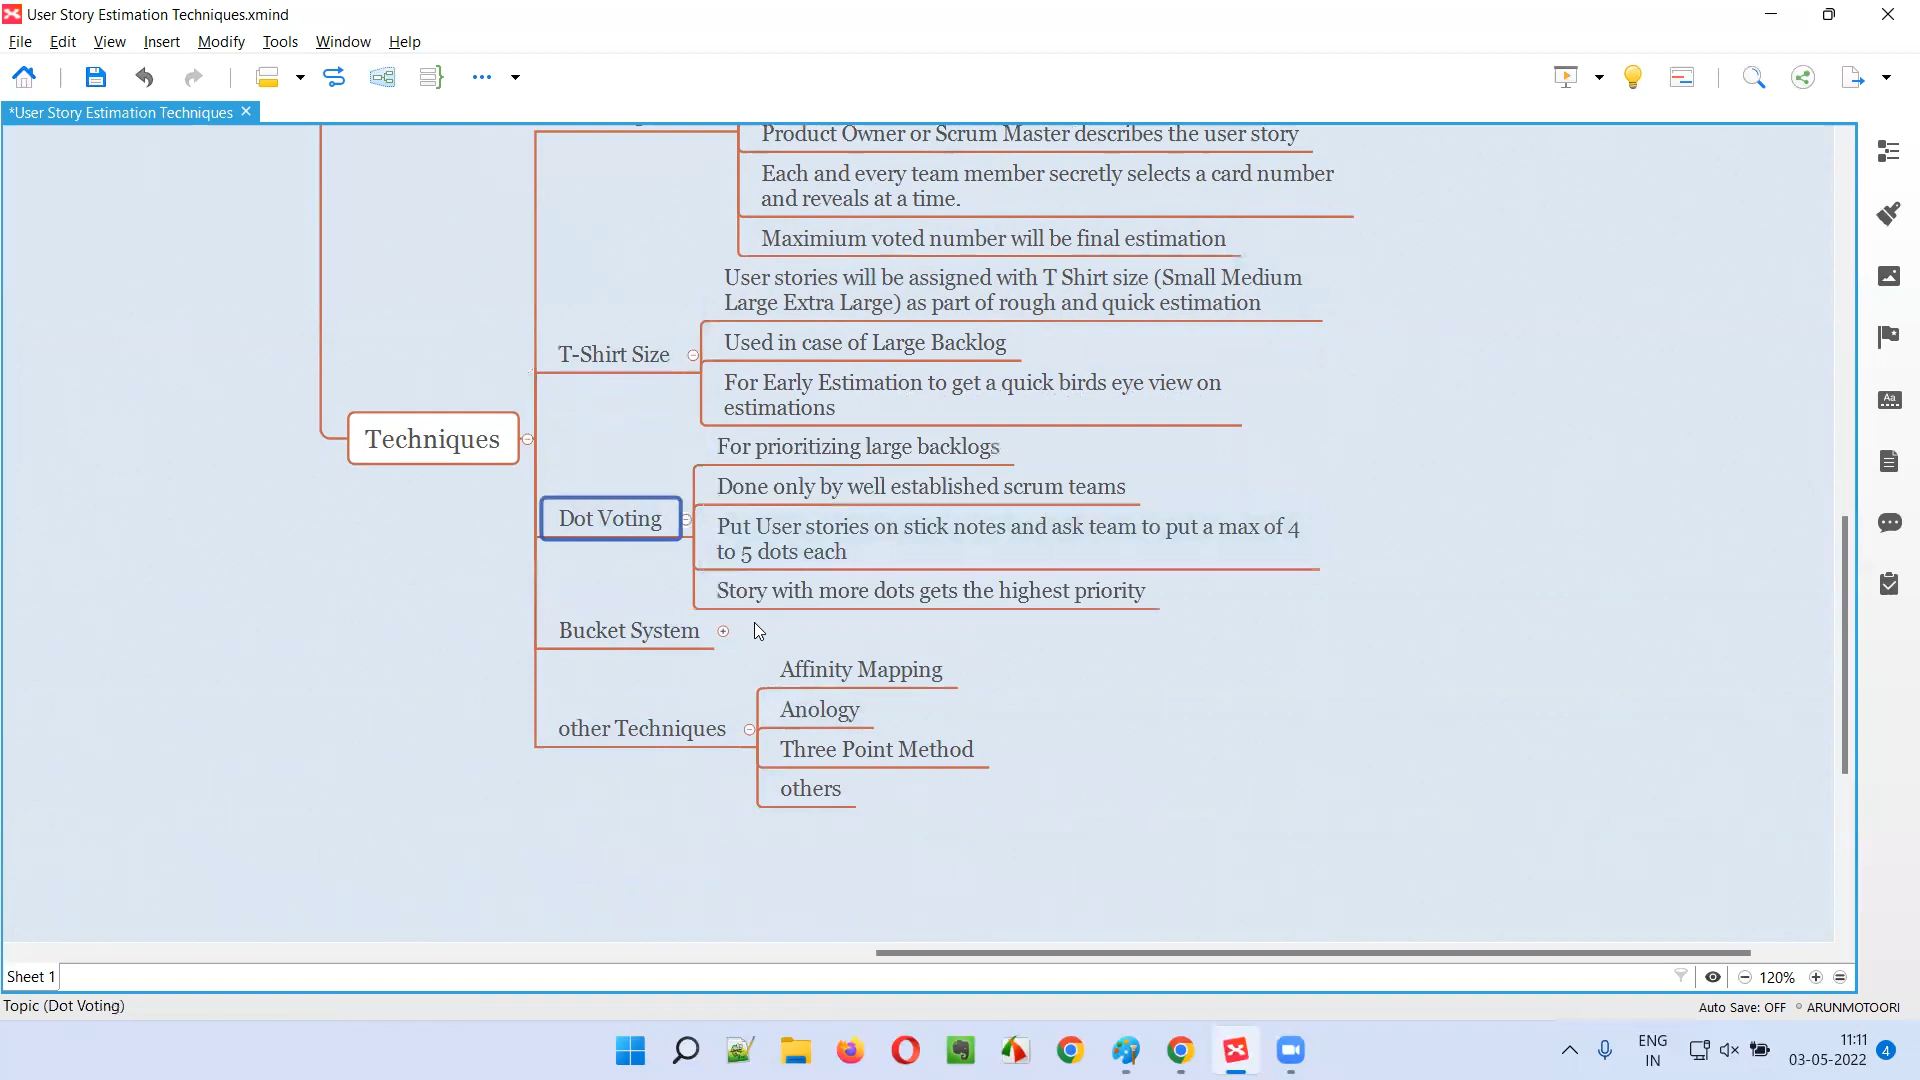 User Story Estimation Techniques.xmind
File Edit View Insert Modify Tools Window Help
*User Story Estimation Techniques
Product Owner or Scrum Master describes the user story
Each and every team member secretly selects a card number
and reveals at a time.
Maximium voted number will be final estimation
User stories will be assigned with T Shirt size (Small Medium
Large Extra Large) as part of rough and quick estimation
T-Shirt Size
Used in case of Large Backlog
For Early Estimation to get a quick birds eye view on
estimations
Techniques
For prioritizing large backlogs
Done only by well established scrum teams
Dot Voting
Put User stories on stick notes and ask team to put a max of 4
to 5 dots each
Story with more dots gets the highest priority
Bucket System
Affinity Mapping
Anology
other Techniques
Three Point Method
others
Sheet 1
120%
Topic (Dot Voting)
Auto Save: OFF ARUNMOTOORI
ENG
IN
11:11
03-05-2022
4
Aa